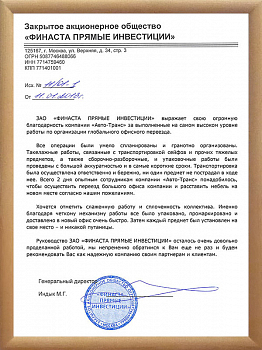 Закрытое акционерное общество
«ФИНАСТА ПРЯМЫЕ ИНВЕСТИЦИИ»
125167, г. Москва, ул. Верхняя, д. 34, стр. 3
ОГРН
ИНН
КПП
Исх. №
От
ЗАО «ФИНАСТА ПРЯМЫЕ ИНВЕСТИЦИИ» выражает свою огромную
благодарность компании «Авто-Транс» за выполненные на самом высоком уровне
работы по организации глобального офисного переезда.
Все операции были умело спланированы и грамотно организованы.
Такелажные работы, связанные с транспортировкой сейфов и прочих тяжелых
предметов, а также сборочно-разборочные, и упаковочные работы были
проведены с большой аккуратностью и в самые короткие сроки. Транспортировка
была осуществлена ответственно и бережно, ни один предмет не пострадал в ходе
нее. Всего 2 дня опытным сотрудникам компании «Авто-Транс» понадобилось,
чтобы осуществить переезд большого офиса компании и расставить мебель на
новом месте согласно нашим пожеланиям.
Хочется отметить слаженную работу и сплоченность коллектива. Именно
благодаря четкому механизму работы все было упаковано, промаркировано и
доставлено в новый офис точно в срок. Затем каждый предмет был установлен на
свое место – и никакой путаницы.
Руководство ЗАО «ФИНАСТА ПРЯМЫЕ ИНВЕСТИЦИИ» осталось очень довольно
проделанной работой, мы непременно обратимся к Вам еще не раз и будем
рекомендовать Вас как надежную компанию своим партнерам и клиентам.
Генеральный директор
Индык М.Г.
«ФИНАСТА
ПРЯМЫЕ
ИНВЕСТИЦИИ»